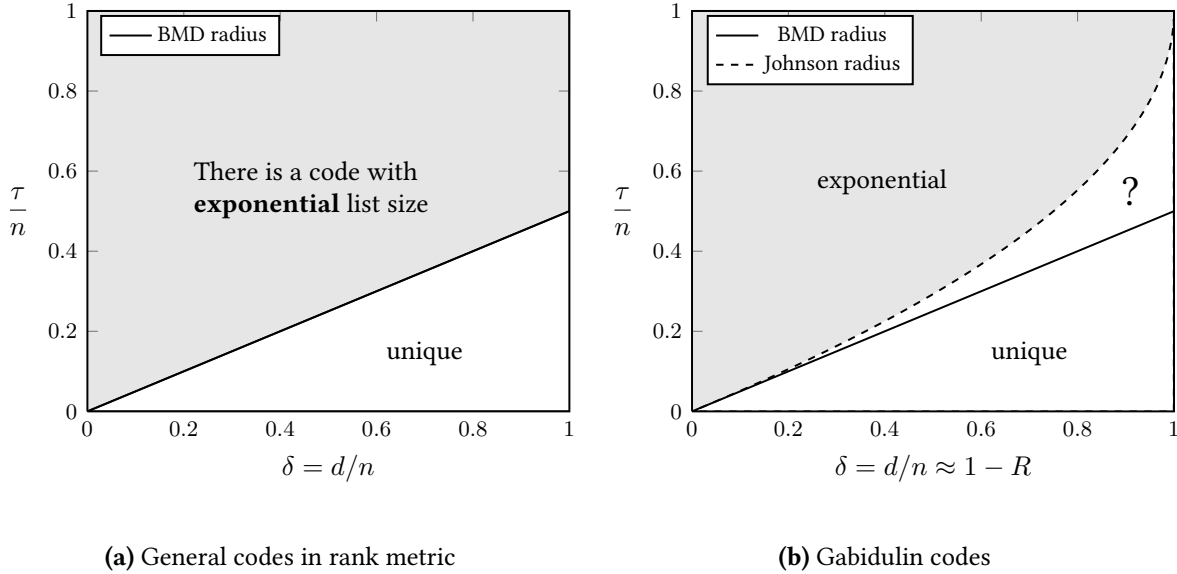 1
0.8
0.6
0.4
0.2
0
τ/n
BMD radius
There is a code with
exponential list size
unique
0 0.2 0.4 0.6 0.8 1
δ = d/n
(a) General codes in rank metric
1
0.8
0.6
0.4
0.2
0
τ/n
BMD radius
Johnson radius
exponential
?
unique
0 0.2 0.4 0.6 0.8 1
δ = d/n ≈ 1 − R
(b) Gabidulin codes